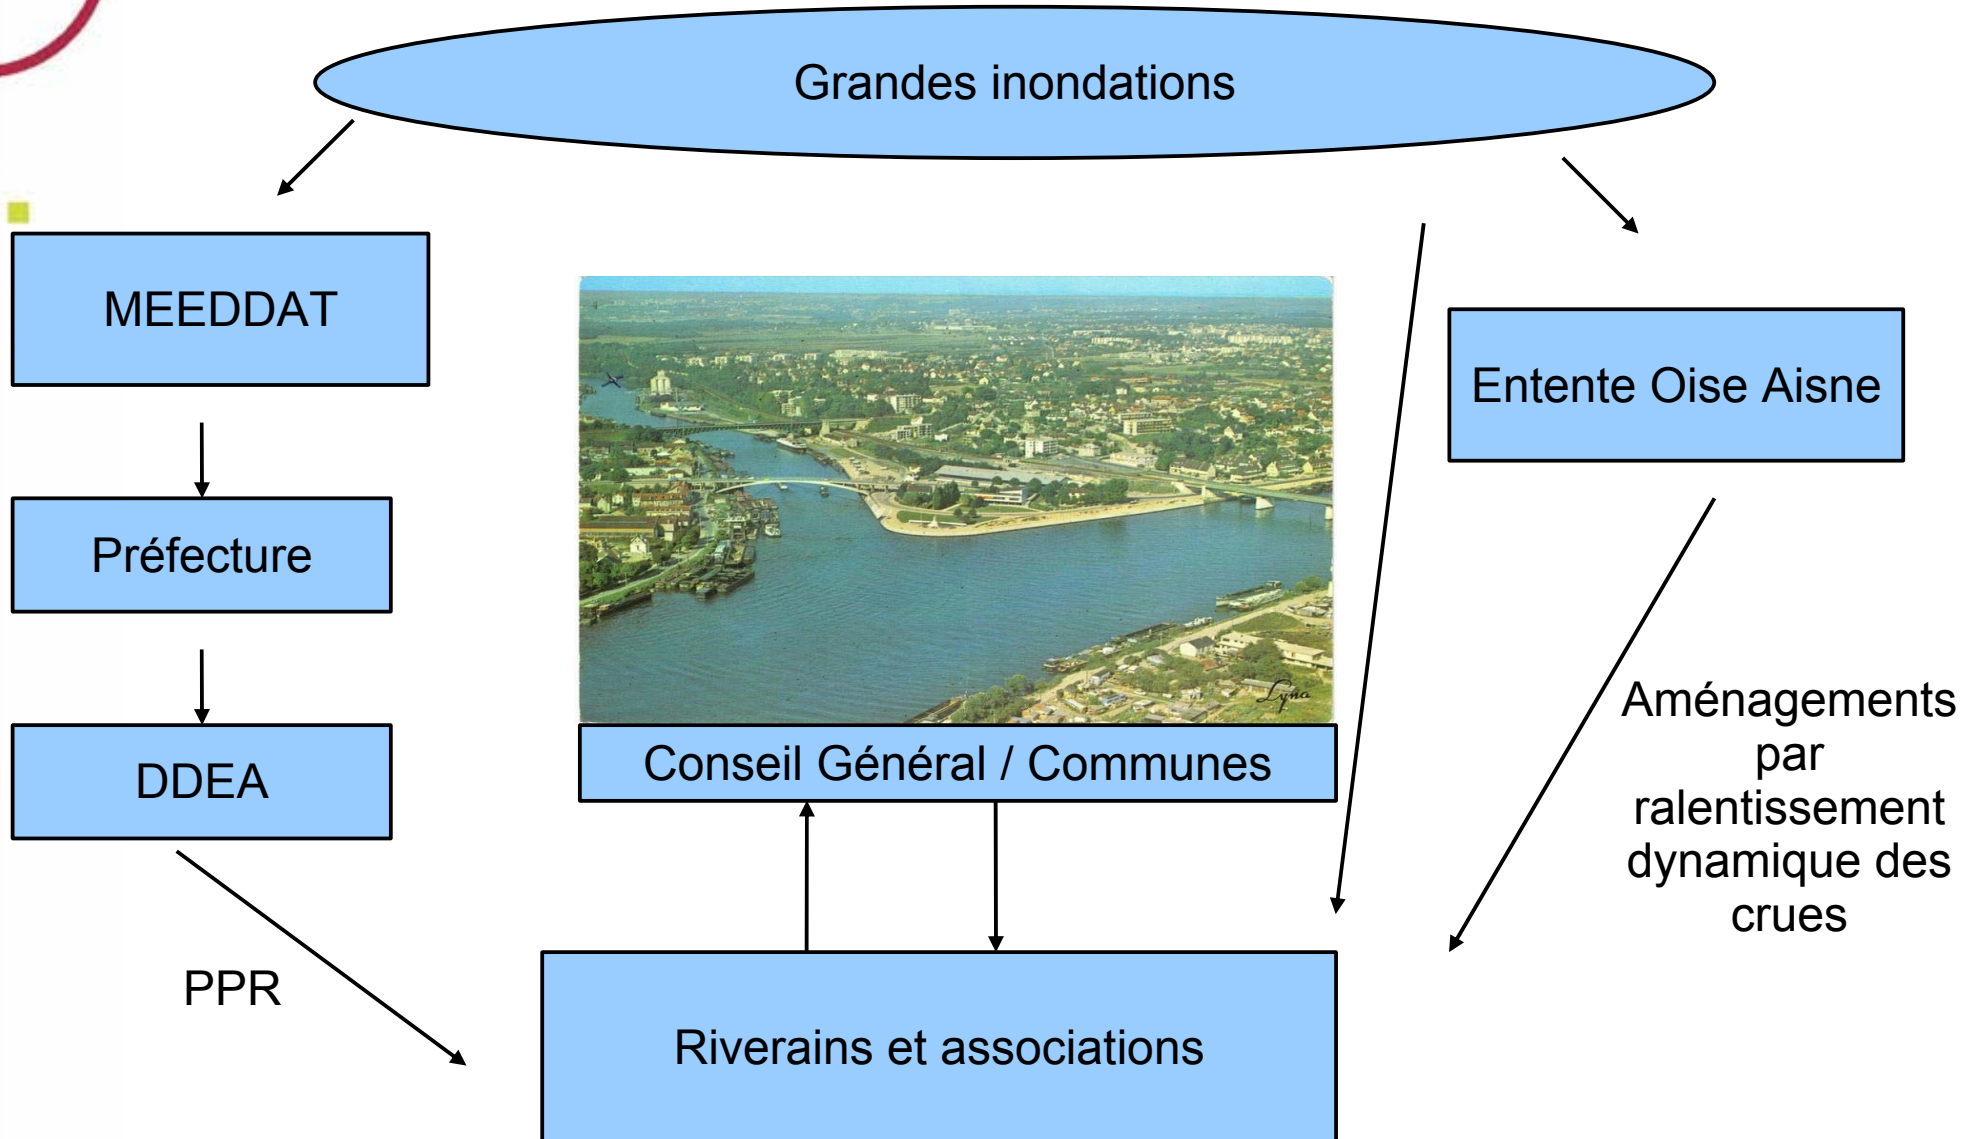 Grandes inondations
MEEDDAT
Entente Oise Aisne
Préfecture
DDEA
Lyna
Conseil Général / Communes
Aménagements
par
ralentissement
dynamique des
crues
PPR
Riverains et associations